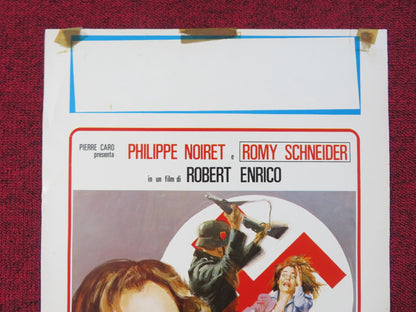 PIERRE CARO
presenta
PHILIPPE NOIRET e ROMY SCHNEIDER
in un film di ROBERT ENRICO